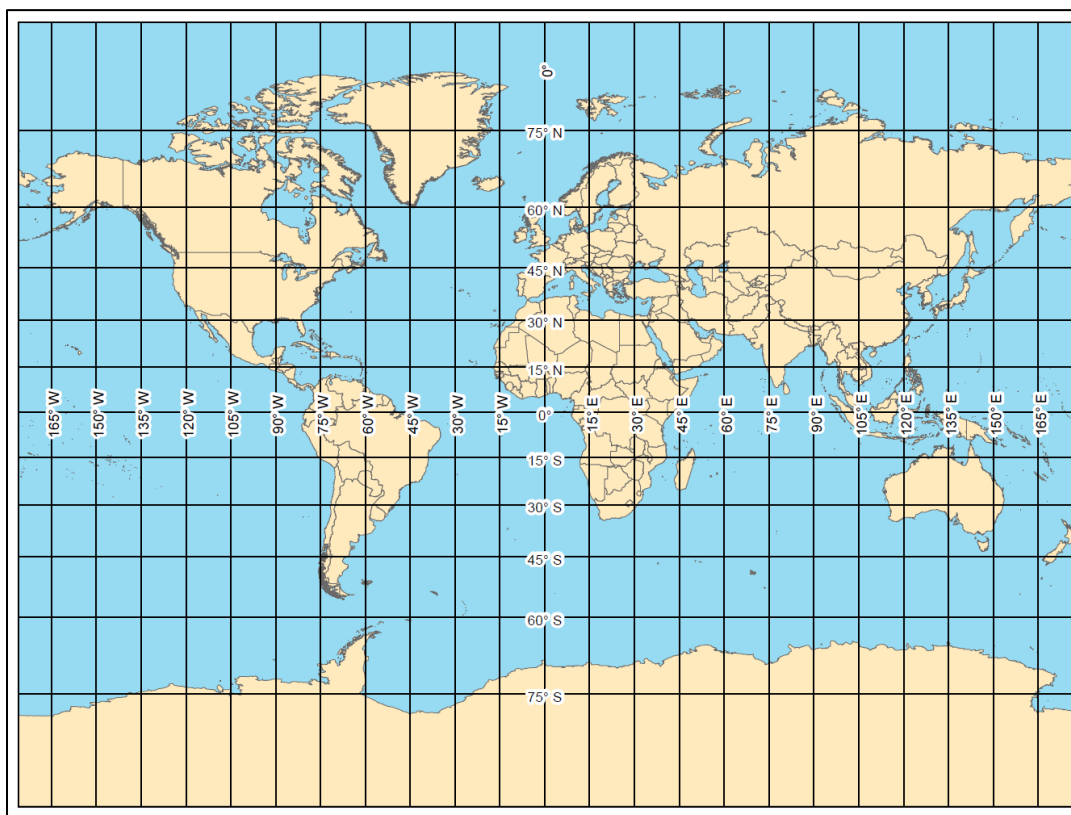 0°
75° N
60° N
45° N
30° N
15° N
165° W
150° W
135° W
120° W
105° W
90° W
75° W
60° W
45° W
30° W
15° W
0°
15° E
30° E
45° E
60° E
75° E
90° E
105° E
120° E
135° E
150° E
165° E
15° S
30° S
45° S
60° S
75° S